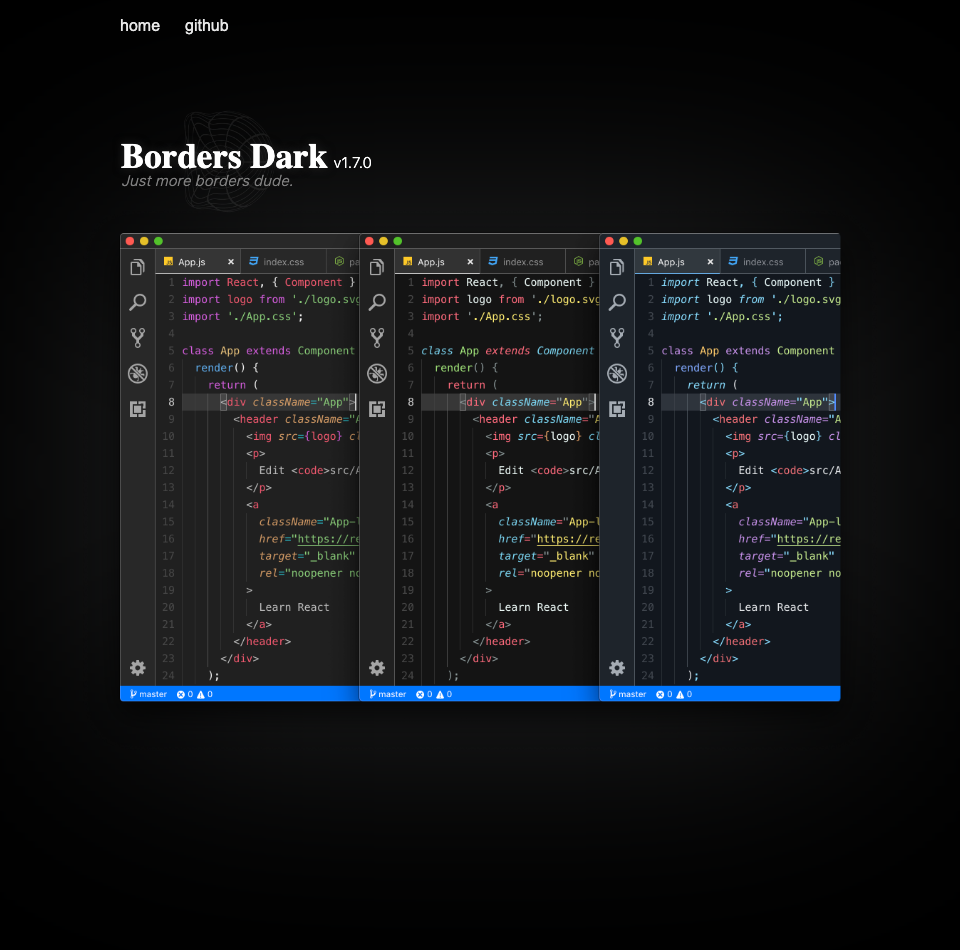 home github
Borders Dark v1.7.0
Just more borders dude.
App.js × index.css pa
1 import React, { Component }
2 import logo from './logo.svg
3 import './App.css';
4
5 class App extends Component
6 render() {
7 return (
8 <div className="App">
9 <header className="A
10 <img src={logo} cl
11 <p>
12 Edit <code>src/A
13 </p>
14 <a
15 className="App-l
16 href="https://re
17 target="_blank"
18 rel="noopener no
19 >
20 Learn React
21 </a>
22 </header>
23 </div>
24 );
master 0 0
App.js × index.css pa
1 import React, { Component }
2 import logo from './logo.svg
3 import './App.css';
4
5 class App extends Component
6 render() {
7 return (
8 <div className="App">
9 <header className="A
10 <img src={logo} cl
11 <p>
12 Edit <code>src/A
13 </p>
14 <a
15 className="App-l
16 href="https://re
17 target="_blank"
18 rel="noopener no
19 >
20 Learn React
21 </a>
22 </header>
23 </div>
24 );
master 0 0
App.js × index.css pac
1 import React, { Component }
2 import logo from './logo.svg
3 import './App.css';
4
5 class App extends Component
6 render() {
7 return (
8 <div className="App">
9 <header className="A
10 <img src={logo} cl
11 <p>
12 Edit <code>src/A
13 </p>
14 <a
15 className="App-l
16 href="https://re
17 target="_blank"
18 rel="noopener no
19 >
20 Learn React
21 </a>
22 </header>
23 </div>
24 );
master 0 0